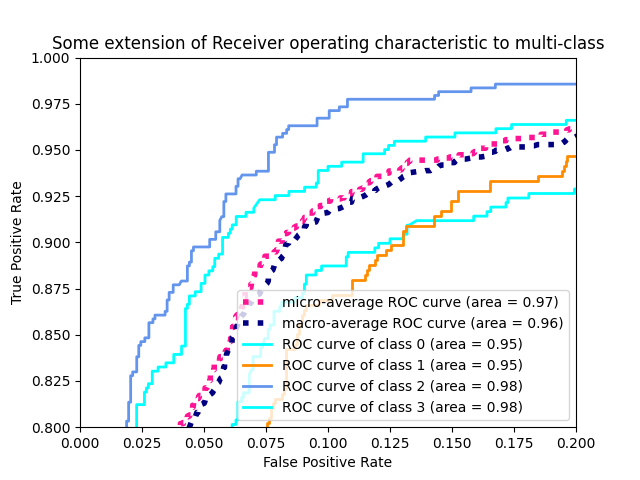 Some extension of Receiver operating characteristic to multi-class
1.000
0.975
0.950
0.925
0.900
0.875
0.850
0.825
0.800
True Positive Rate
micro-average ROC curve (area = 0.97)
macro-average ROC curve (area = 0.96)
ROC curve of class 0 (area = 0.95)
ROC curve of class 1 (area = 0.95)
ROC curve of class 2 (area = 0.98)
ROC curve of class 3 (area = 0.98)
0.000 0.025 0.050 0.075 0.100 0.125 0.150 0.175 0.200
False Positive Rate